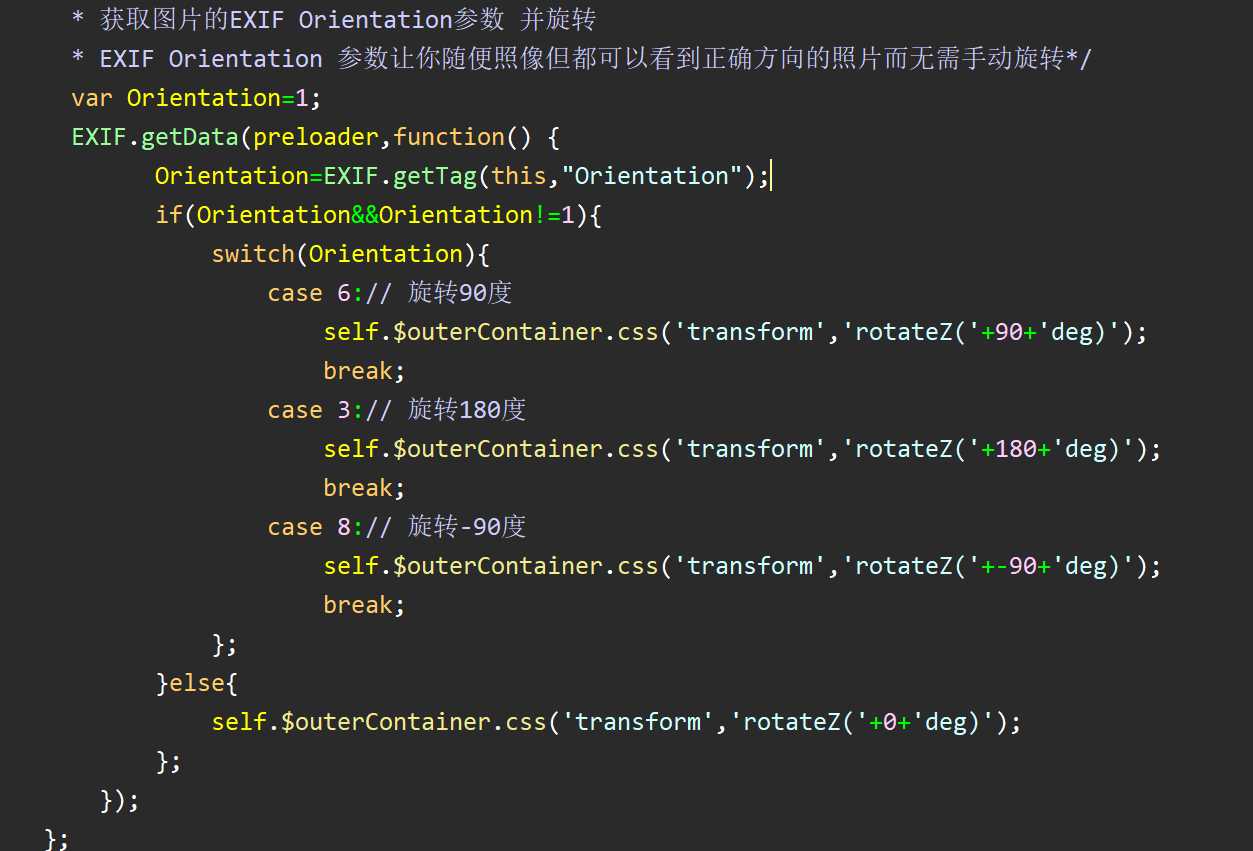 * 获取图片的EXIF Orientation参数 并旋转
* EXIF Orientation 参数让你随便照像但都可以看到正确方向的照片而无需手动旋转*/
var Orientation=1;
EXIF.getData(preloader,function() {
Orientation=EXIF.getTag(this,"Orientation");
if(Orientation&&Orientation!=1){
switch(Orientation){
case 6:// 旋转90度
self.$outerContainer.css('transform','rotateZ('+90+'deg)');
break;
case 3:// 旋转180度
self.$outerContainer.css('transform','rotateZ('+180+'deg)');
break;
case 8:// 旋转-90度
self.$outerContainer.css('transform','rotateZ('+-90+'deg)');
break;
};
}else{
self.$outerContainer.css('transform','rotateZ('+0+'deg)');
};
});
};